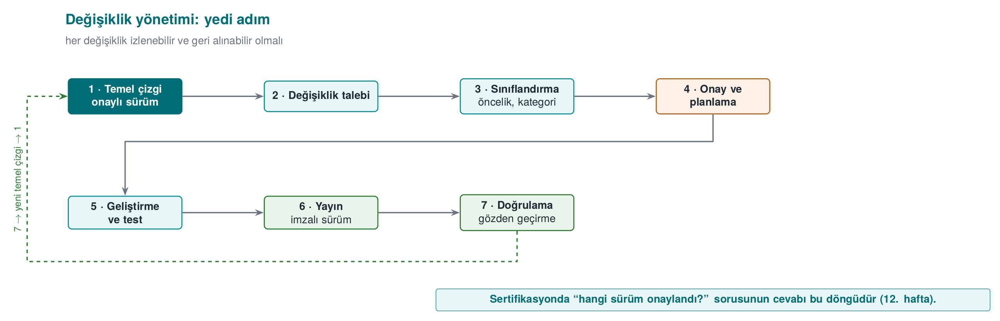 Değişiklik yönetimi: yedi adım
her değişiklik izlenebilir ve geri alınabilir olmalı
1 · Temel çizgi
onaylı sürüm
2 · Değişiklik talebi
3 · Sınıflandırma
öncelik, kategori
4 · Onay ve
planlama
7 → yeni temel çizgi → 1
5 · Geliştirme
ve test
6 · Yayın
imzalı sürüm
7 · Doğrulama
gözden geçirme
Sertifikasyonda “hangi sürüm onaylandı?” sorusunun cevabı bu döngüdür (12. hafta).